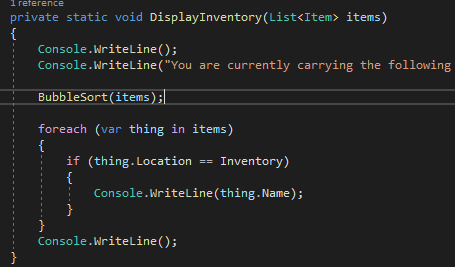 1 reference
private static void DisplayInventory(List<Item> items)
{
Console.WriteLine();
Console.WriteLine("You are currently carrying the following
BubbleSort(items);
foreach (var thing in items)
{
if (thing.Location == Inventory)
{
Console.WriteLine(thing.Name);
}
}
Console.WriteLine();
}